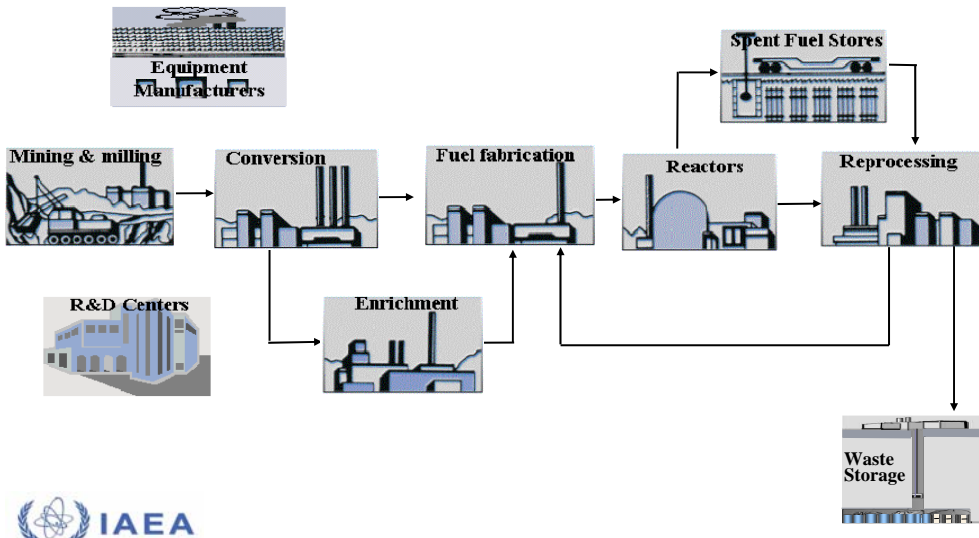 Equipment
Manufacturers
Spent Fuel Stores
Mining & milling
Conversion
Fuel fabrication
Reactors
Reprocessing
R&D Centers
Enrichment
Waste
Storage
IAEA